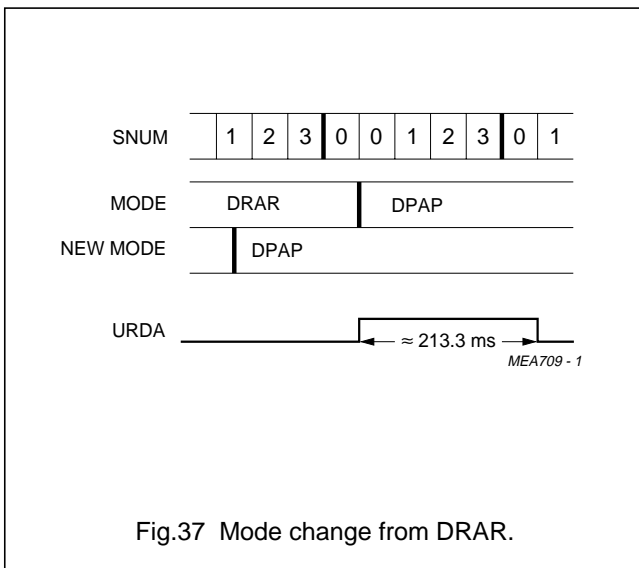 SNUM 1 2 3 0 0 1 2 3 0 1
MODE DRAR DPAP
NEW MODE DPAP
URDA ≈ 213.3 ms
MEA709 - 1
Fig.37 Mode change from DRAR.